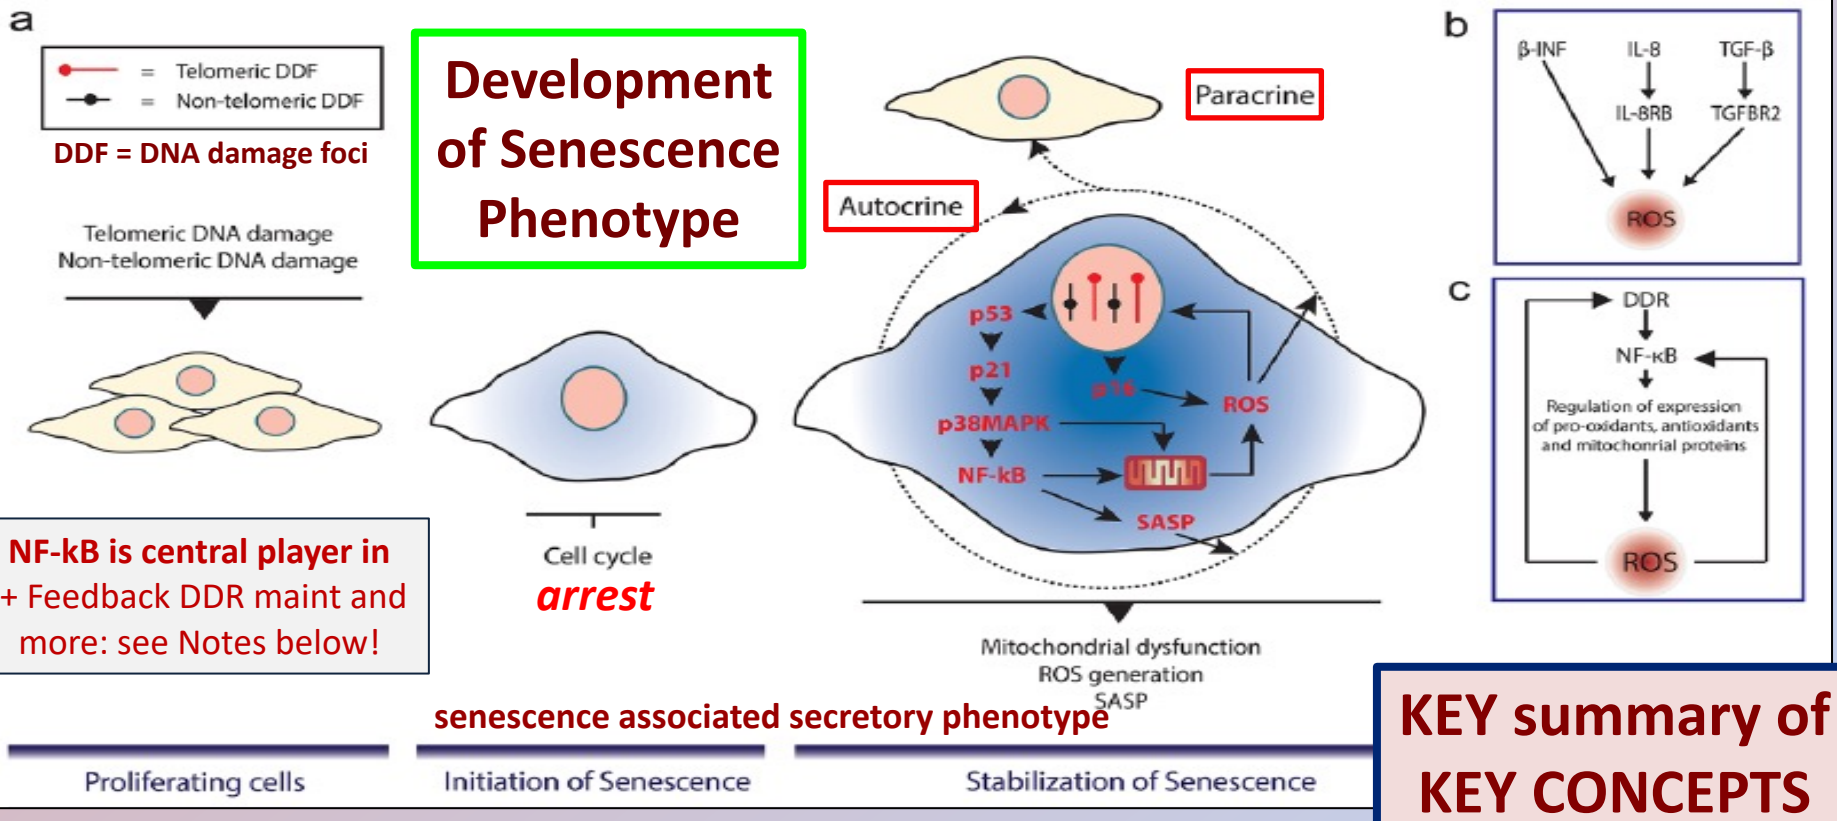 a
= Telomeric DDF
= Non-telomeric DDF
DDF = DNA damage foci
Telomeric DNA damage
Non-telomeric DNA damage
Development
of Senescence
Phenotype
Paracrine
Autocrine
p53
p21
p16
p38MAPK
ROS
NF-kB
SASP
NF-kB is central player in
+ Feedback DDR maint and
more: see Notes below!
Cell cycle
arrest
Mitochondrial dysfunction
ROS generation
SASP
senescence associated secretory phenotype
Proliferating cells
Initiation of Senescence
Stabilization of Senescence
b
β-INF IL-8 TGF-β
IL-8RB TGFBR2
ROS
c
DDR
NF-κB
Regulation of expression
of pro-oxidants, antioxidants
and mitochonrial proteins
ROS
KEY summary of
KEY CONCEPTS